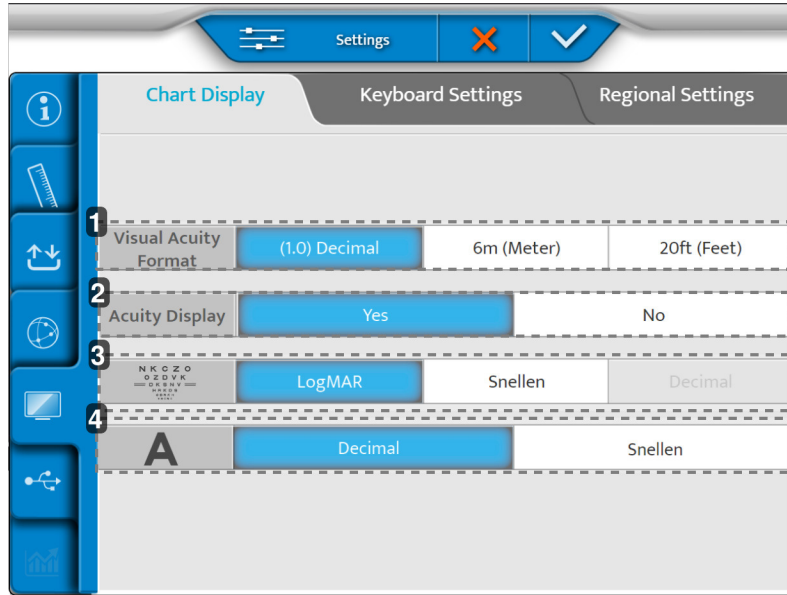 Settings
Chart Display Keyboard Settings Regional Settings
1
Visual Acuity
Format
(1.0) Decimal 6m (Meter) 20ft (Feet)
2
Acuity Display Yes No
3
N K C Z O
O Z D V K
LogMAR Snellen Decimal
4
A Decimal Snellen